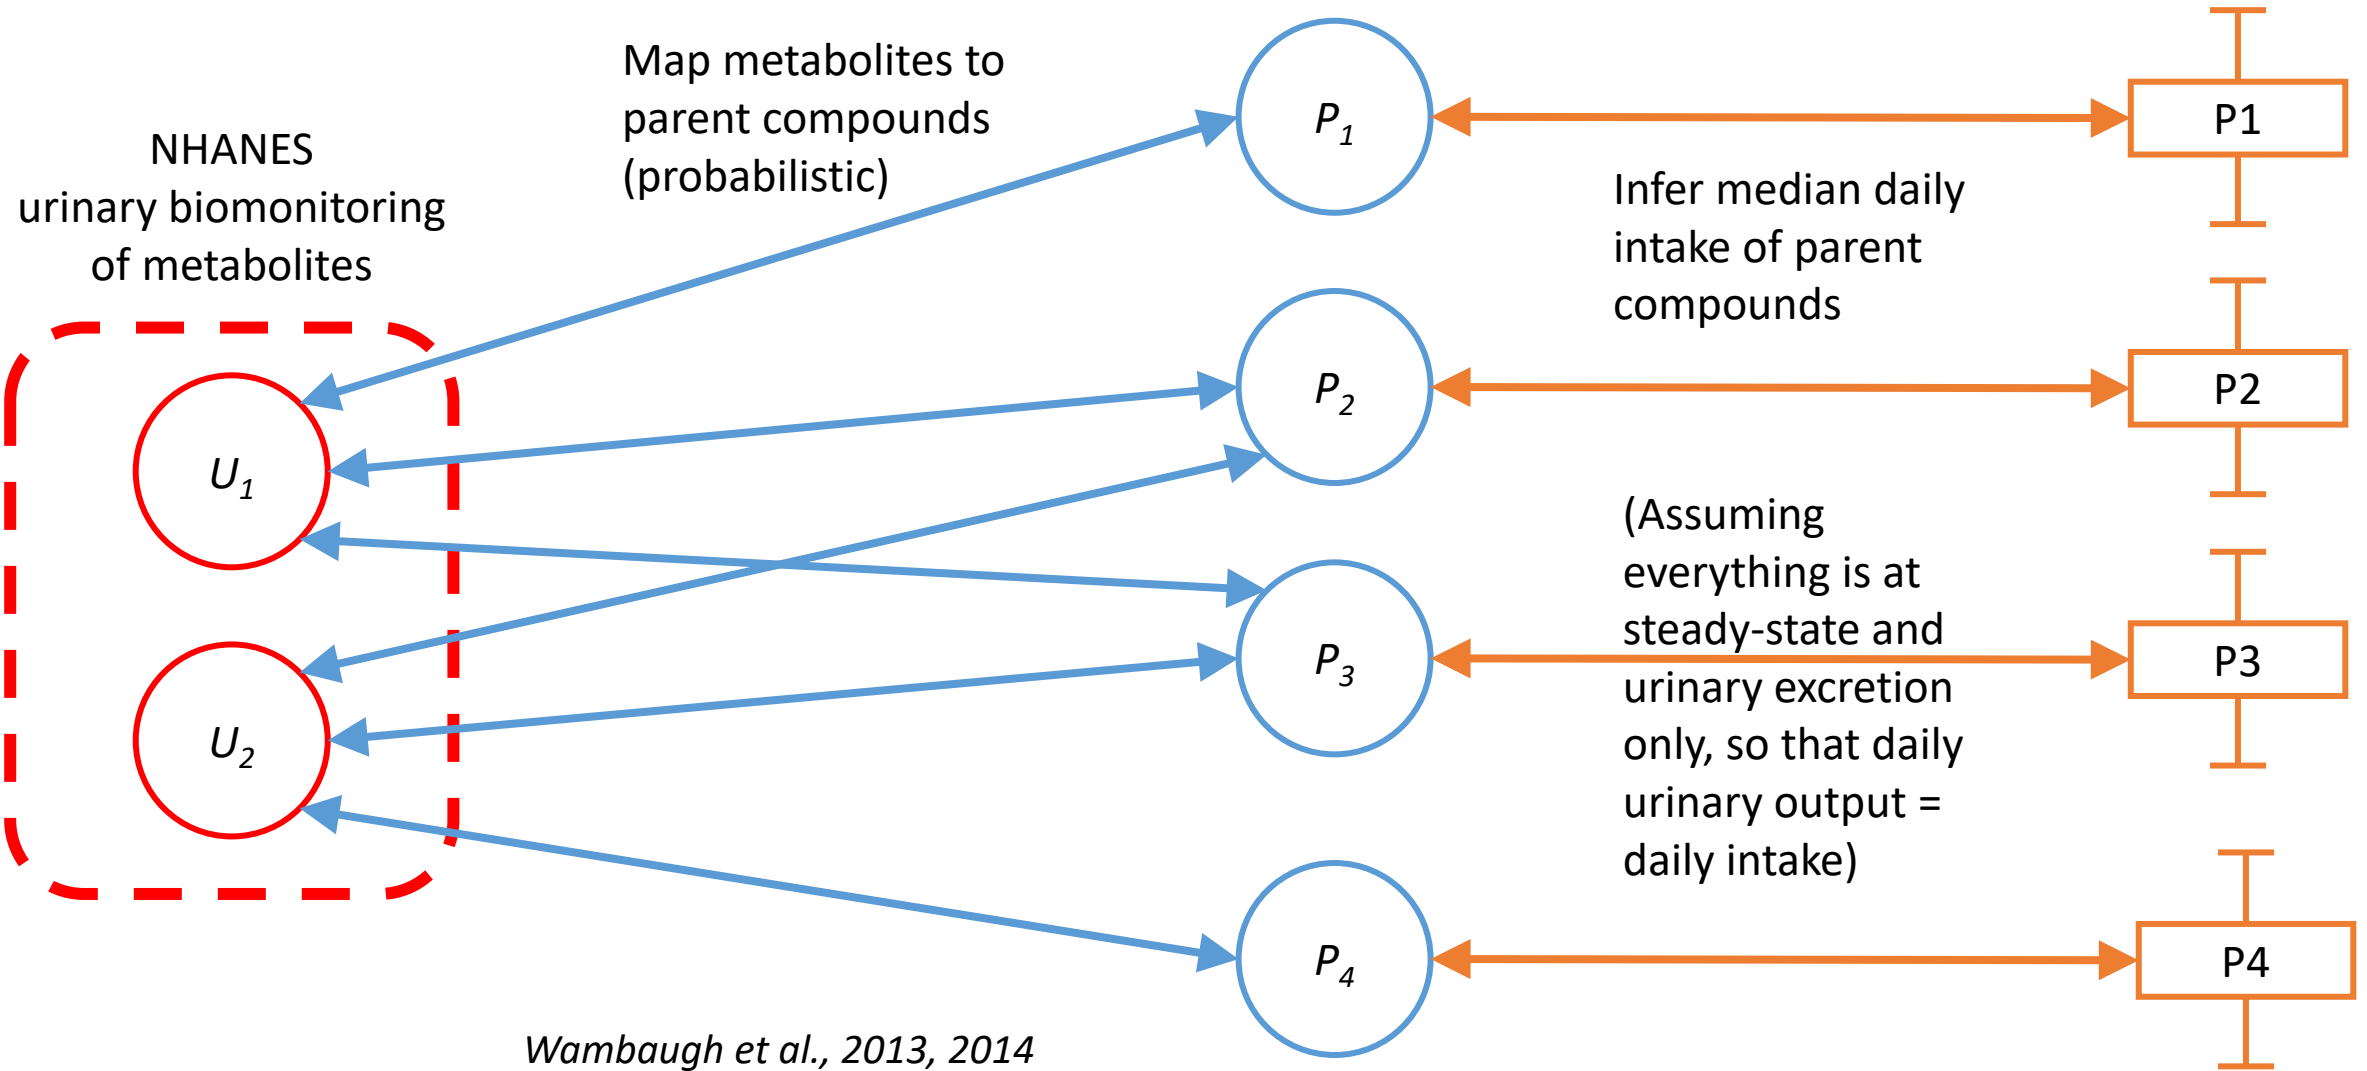 NHANES
urinary biomonitoring
of metabolites
Map metabolites to
parent compounds
(probabilistic)
Infer median daily
intake of parent
compounds
(Assuming
everything is at
steady-state and
urinary excretion
only, so that daily
urinary output =
daily intake)
U₁
U₂
P₁
P₂
P₃
P₄
P1
P2
P3
P4
Wambaugh et al., 2013, 2014